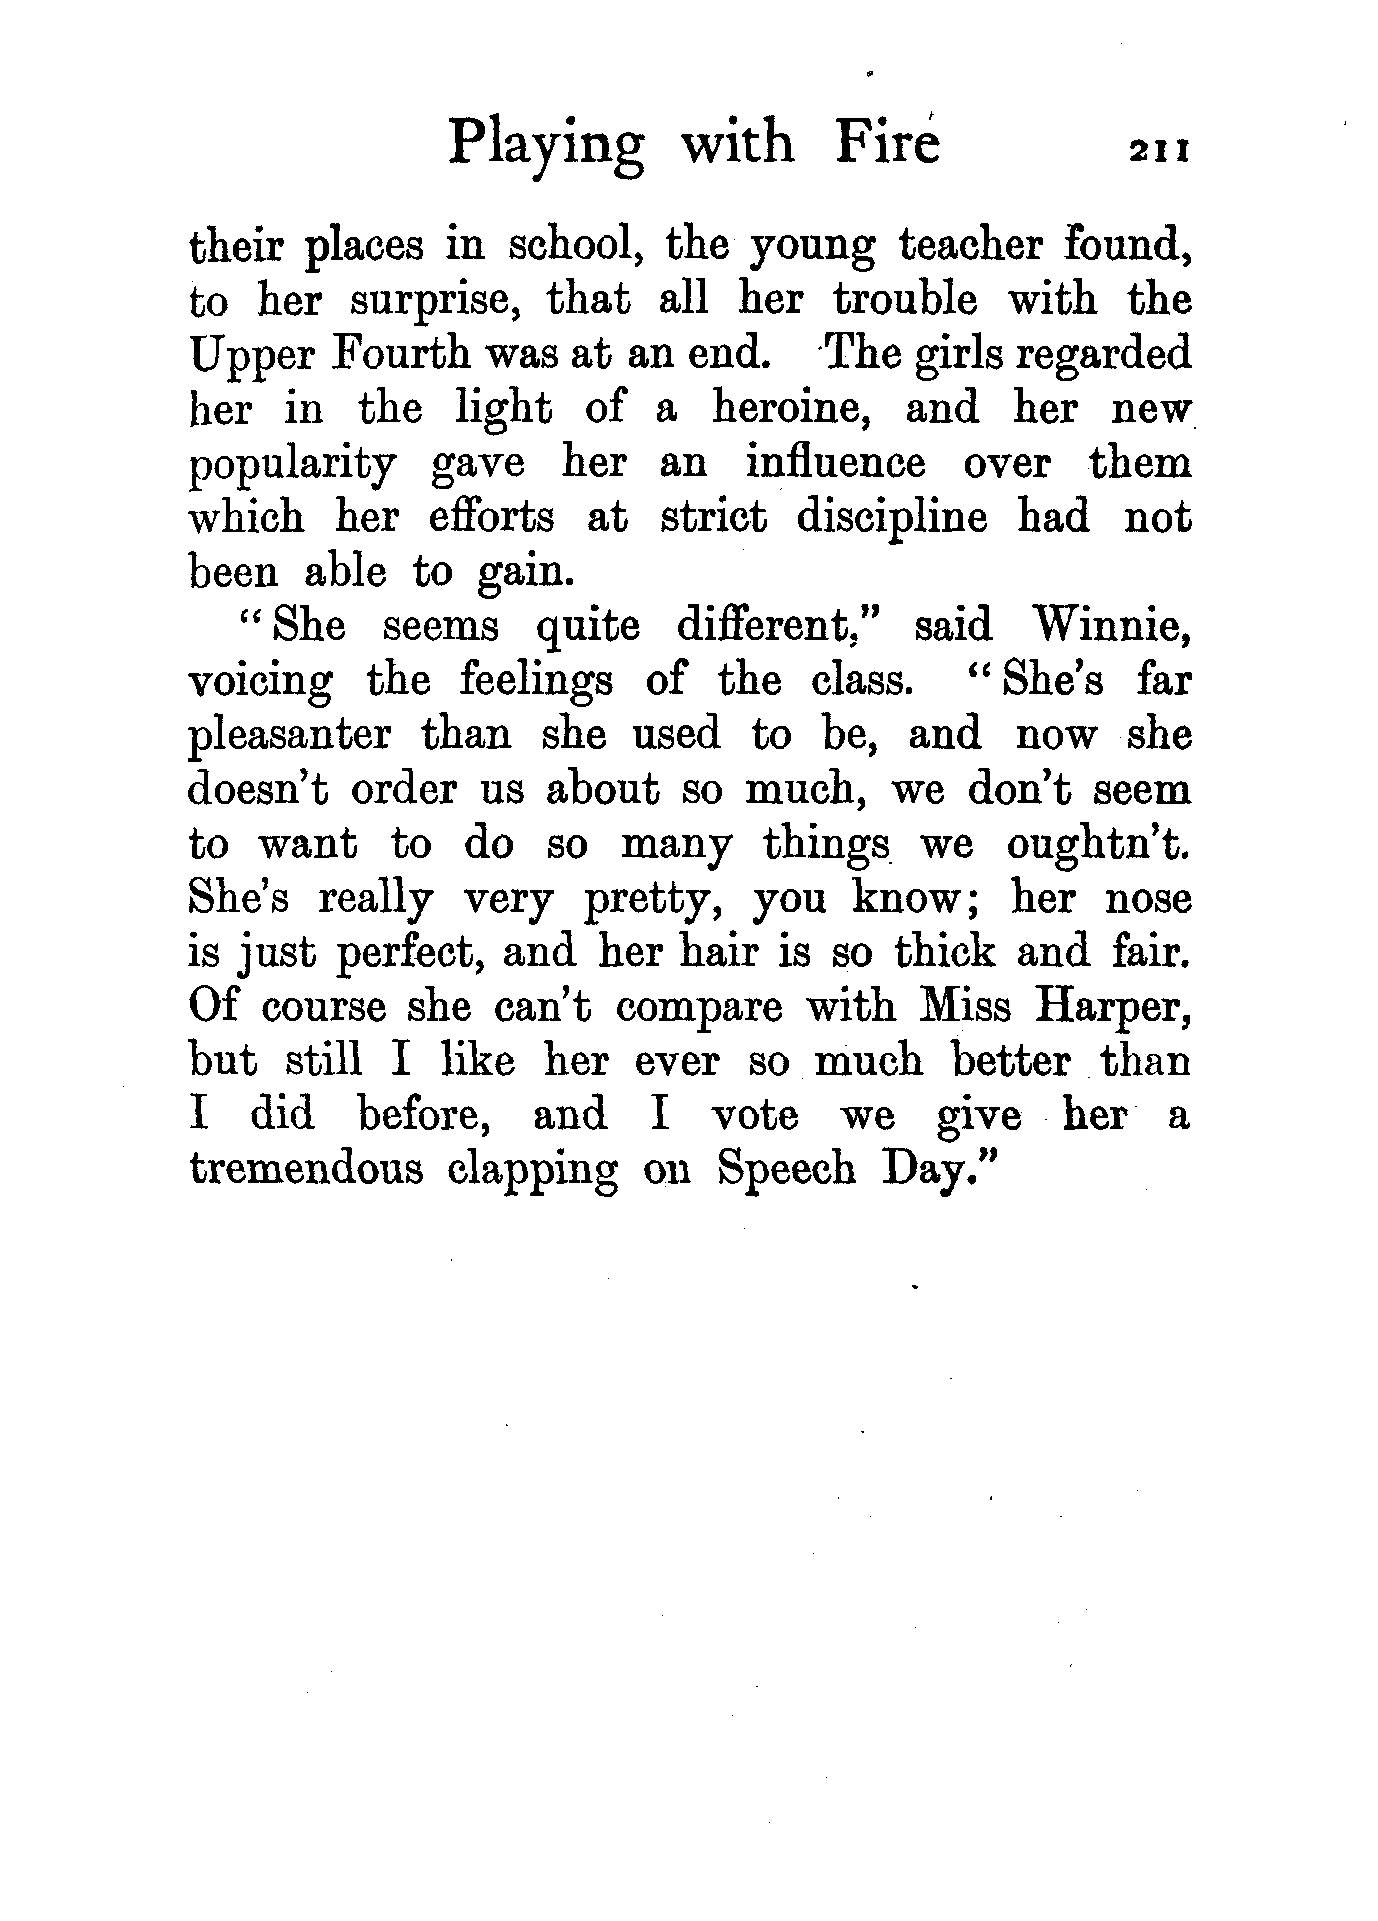 Playing with Fire 211
their places in school, the young teacher found,
to her surprise, that all her trouble with the
Upper Fourth was at an end. The girls regarded
her in the light of a heroine, and her new
popularity gave her an influence over them
which her efforts at strict discipline had not
been able to gain.
“She seems quite different,” said Winnie,
voicing the feelings of the class. “She’s far
pleasanter than she used to be, and now she
doesn’t order us about so much, we don’t seem
to want to do so many things we oughtn’t.
She’s really very pretty, you know; her nose
is just perfect, and her hair is so thick and fair.
Of course she can’t compare with Miss Harper,
but still I like her ever so much better than
I did before, and I vote we give her a
tremendous clapping on Speech Day.”